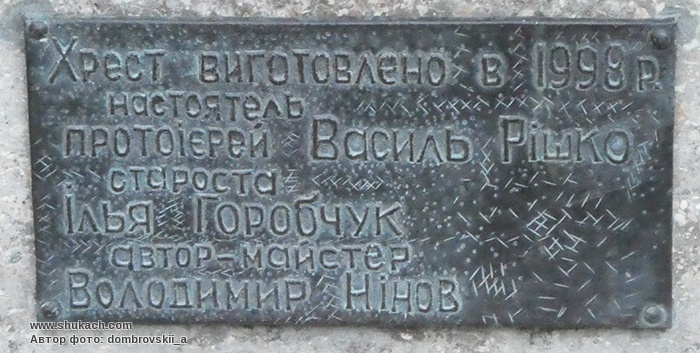 Хрест виготовлено в 1998 р.
настоятель
протоієрей Василь Рішко
староста
Ілья Горобчук
автор-майстер
Володимир Нінов
www.shukach.com
Автор фото: dombrovskii_a